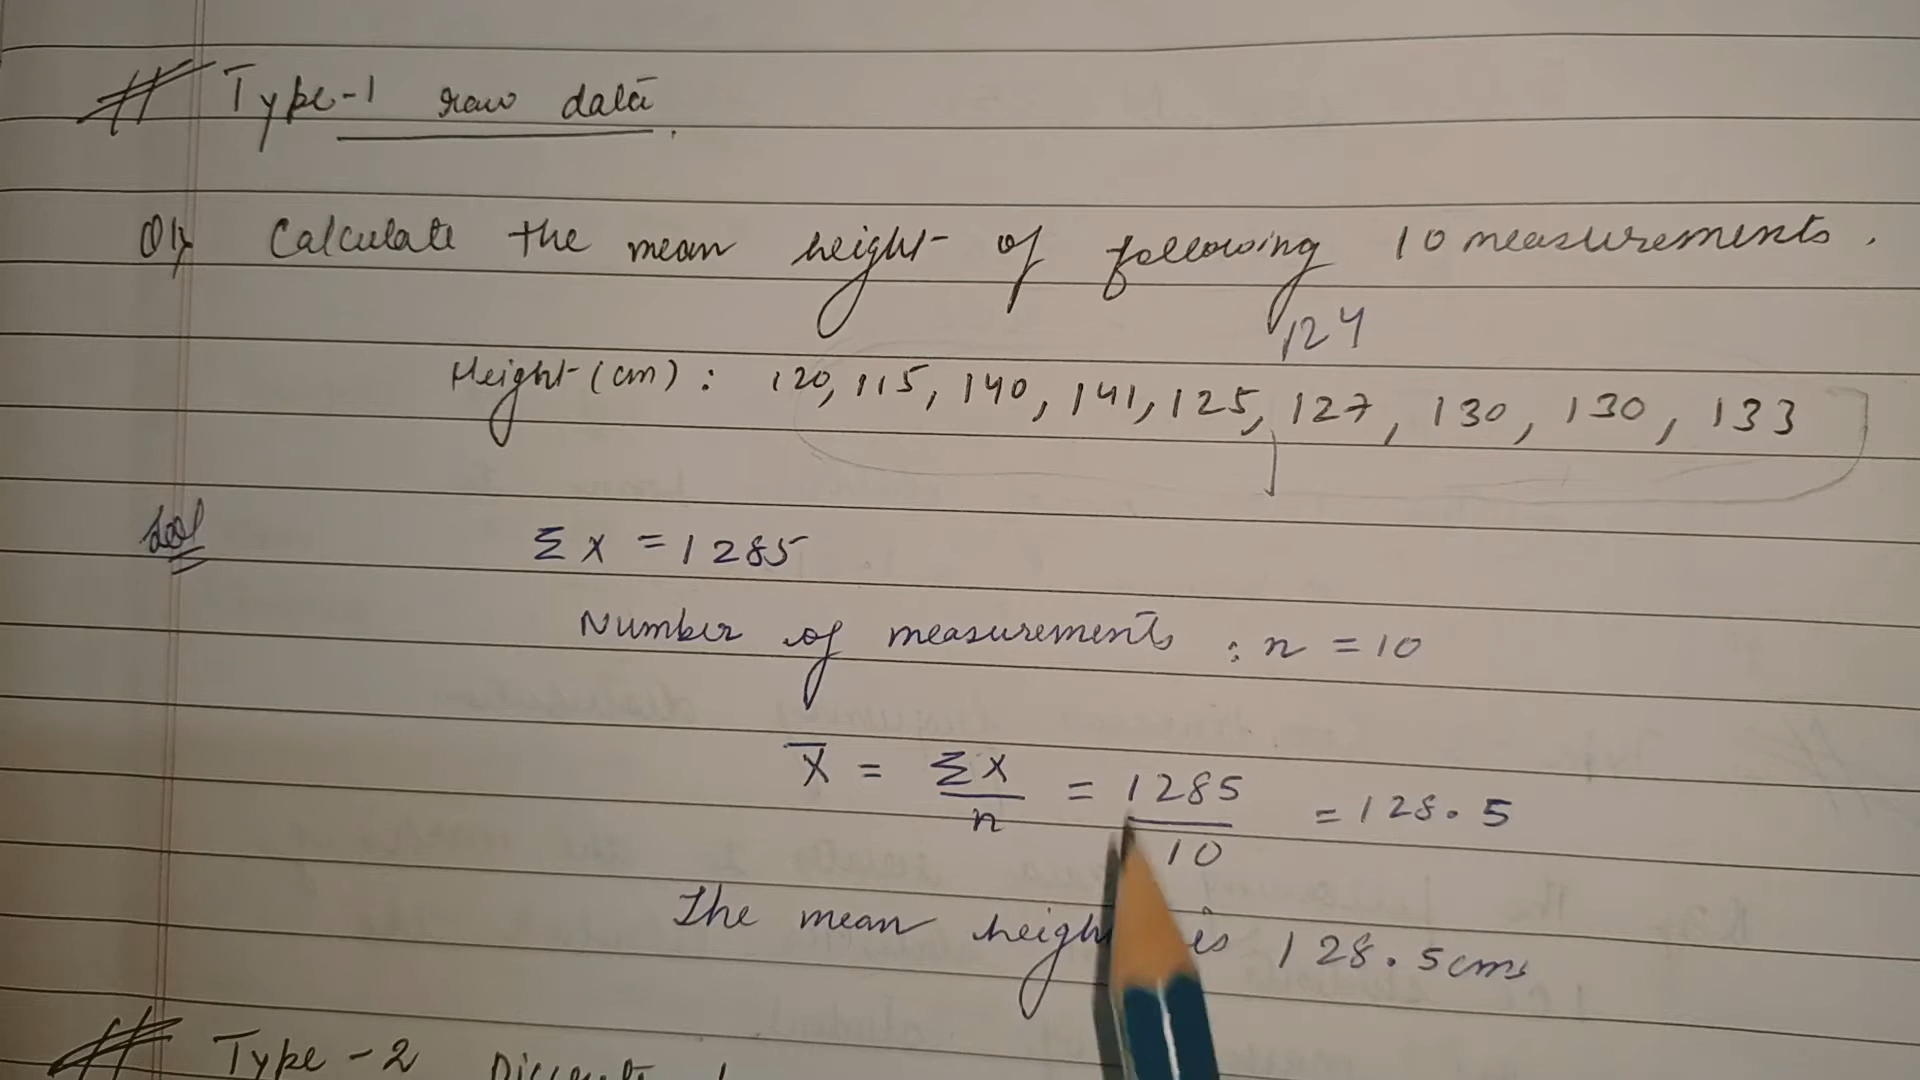 # Type-1 raw data.
Q1) Calculate the mean height of following 10 measurements.
124
Height (cm) : 120, 115, 140, 141, 125, 127, 130, 130, 133
Sol
Σx = 1285
Number of measurements : n = 10
X̄ = Σx/n = 1285/10 = 128.5
The mean height is 128.5cm
# Type-2